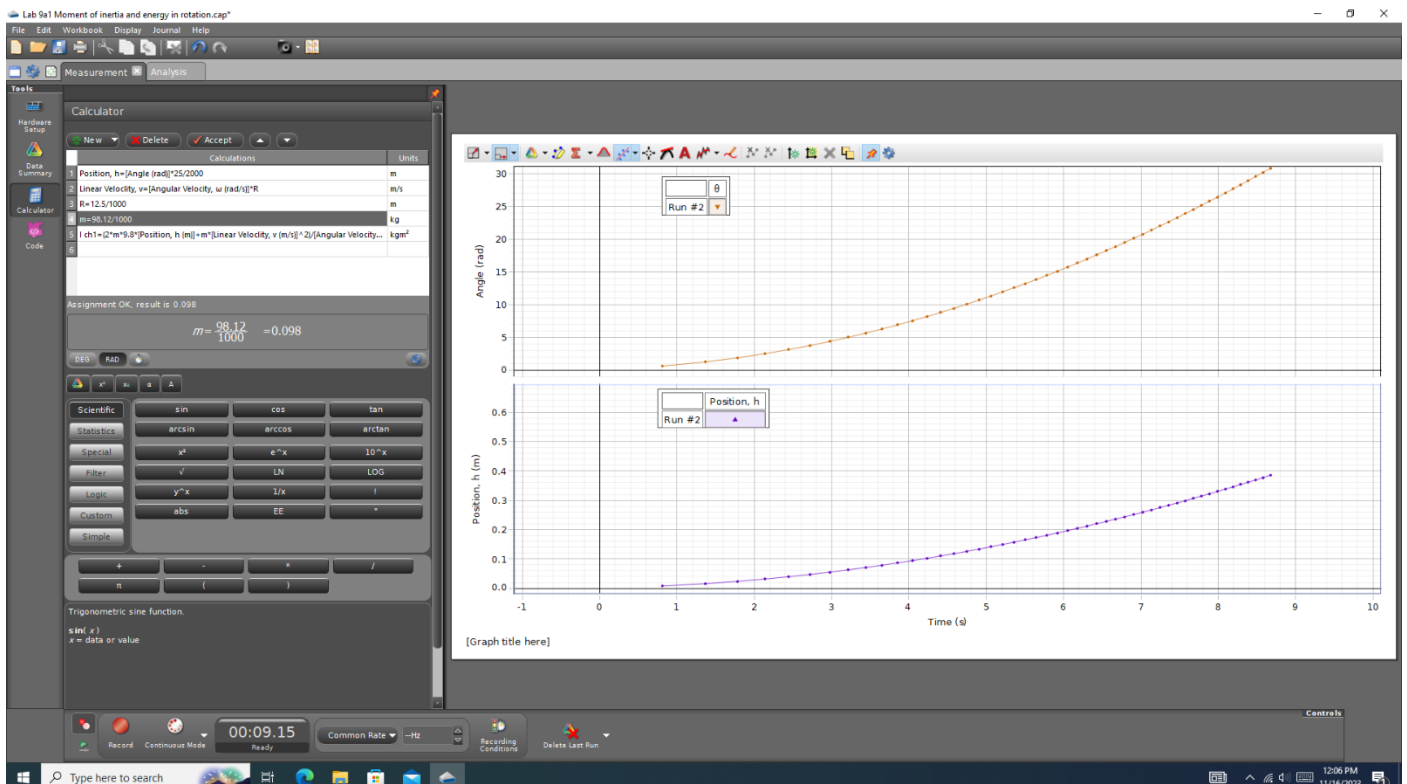 Lab 9a1 Moment of inertia and energy in rotation.cap*
File Edit Workbook Display Journal Help
Measurement Analysis
Tools
Hardware
Setup
Data
Summary
Calculator
Code
Calculator
New Delete Accept
Calculations Units
1 Position, h=[Angle (rad)]*25/2000 m
2 Linear Veloclity, v=[Angular Velocity, ω (rad/s)]*R m/s
3 R=12.5/1000 m
4 m=98.12/1000 kg
5 I ch1=(2*m*9.8*[Position, h (m)]+m*[Linear Veloclity, v (m/s)]^2)/[Angular Velocity... kgm²
6
Assignment OK, result is 0.098
m= 98.12/1000 =0.098
DEG RAD
Scientific sin cos tan
Statistics arcsin arccos arctan
Special x² e^x 10^x
Filter √ LN LOG
Logic y^x 1/x !
Custom abs EE °
Simple
+ - * /
π ( )
Trigonometric sine function.
sin( x )
x = data or value
θ
Run #2
30
25
20
15
10
5
0
Angle (rad)
Position, h
Run #2
0.6
0.5
0.4
0.3
0.2
0.1
0.0
Position, h (m)
-1 0 1 2 3 4 5 6 7 8 9 10
Time (s)
[Graph title here]
Controls
Record
Continuous Mode
00:09.15
Ready
Common Rate --Hz
Recording
Conditions
Delete Last Run
Type here to search
12:06 PM
11/16/2023